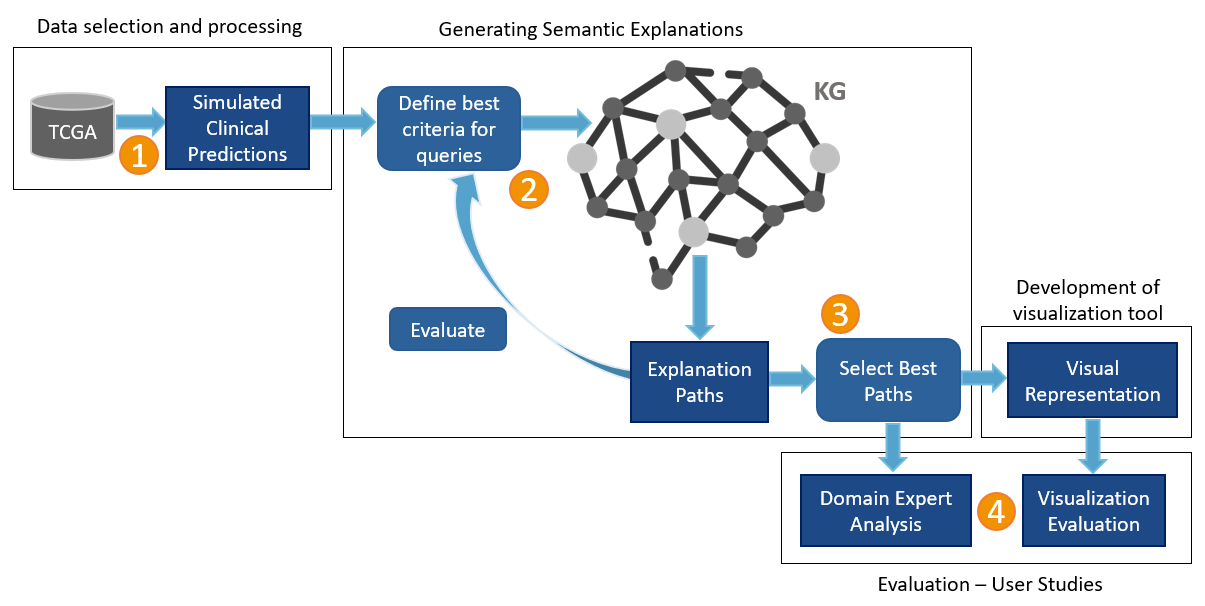 Data selection and processing
TCGA
1
Simulated
Clinical
Predictions
Generating Semantic Explanations
Define best
criteria for
queries
2
KG
Evaluate
Explanation
Paths
3
Select Best
Paths
Development of
visualization tool
Visual
Representation
Domain Expert
Analysis
4
Visualization
Evaluation
Evaluation – User Studies